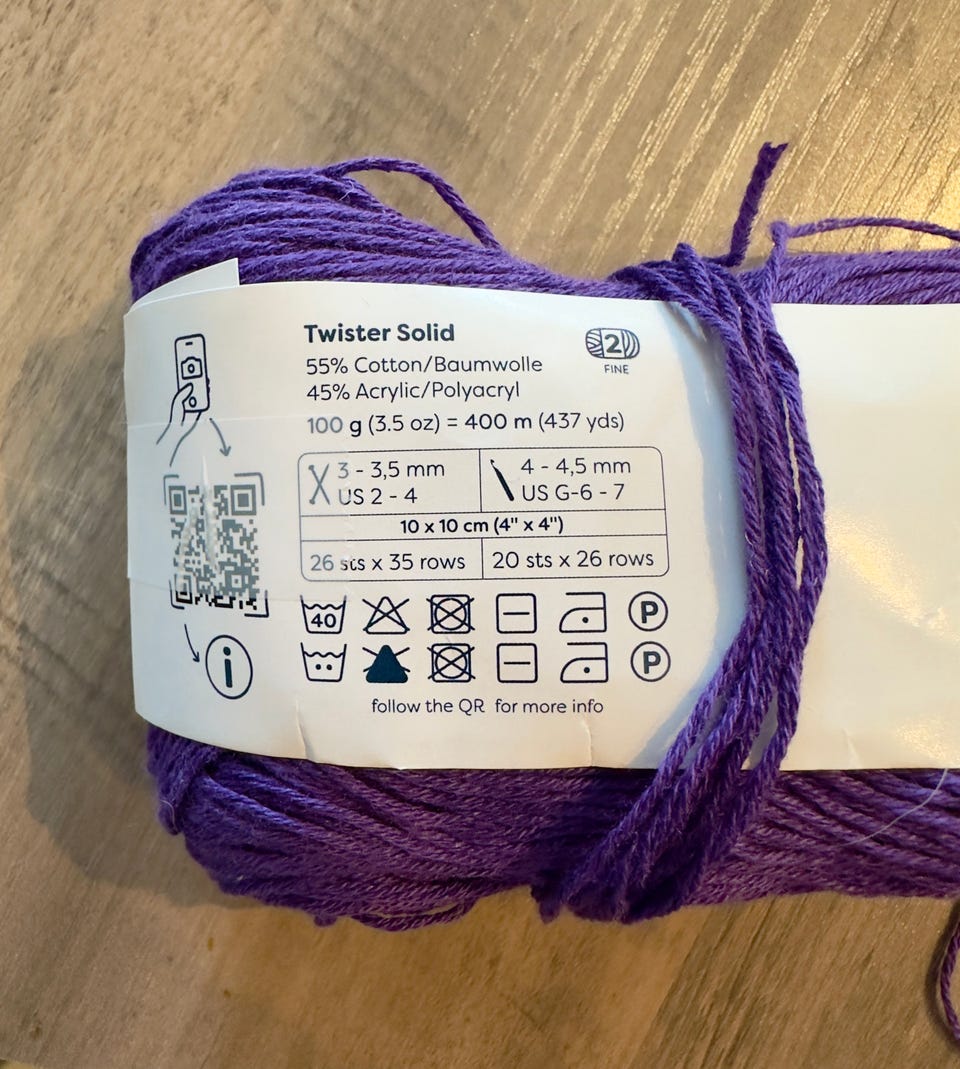 Twister Solid
2
FINE
55% Cotton/Baumwolle
45% Acrylic/Polyacryl
100 g (3.5 oz) = 400 m (437 yds)
3 - 3,5 mm
US 2 - 4
4 - 4,5 mm
US G-6 - 7
10 x 10 cm (4" x 4")
26 sts x 35 rows
20 sts x 26 rows
40
P
P
i
follow the QR for more info